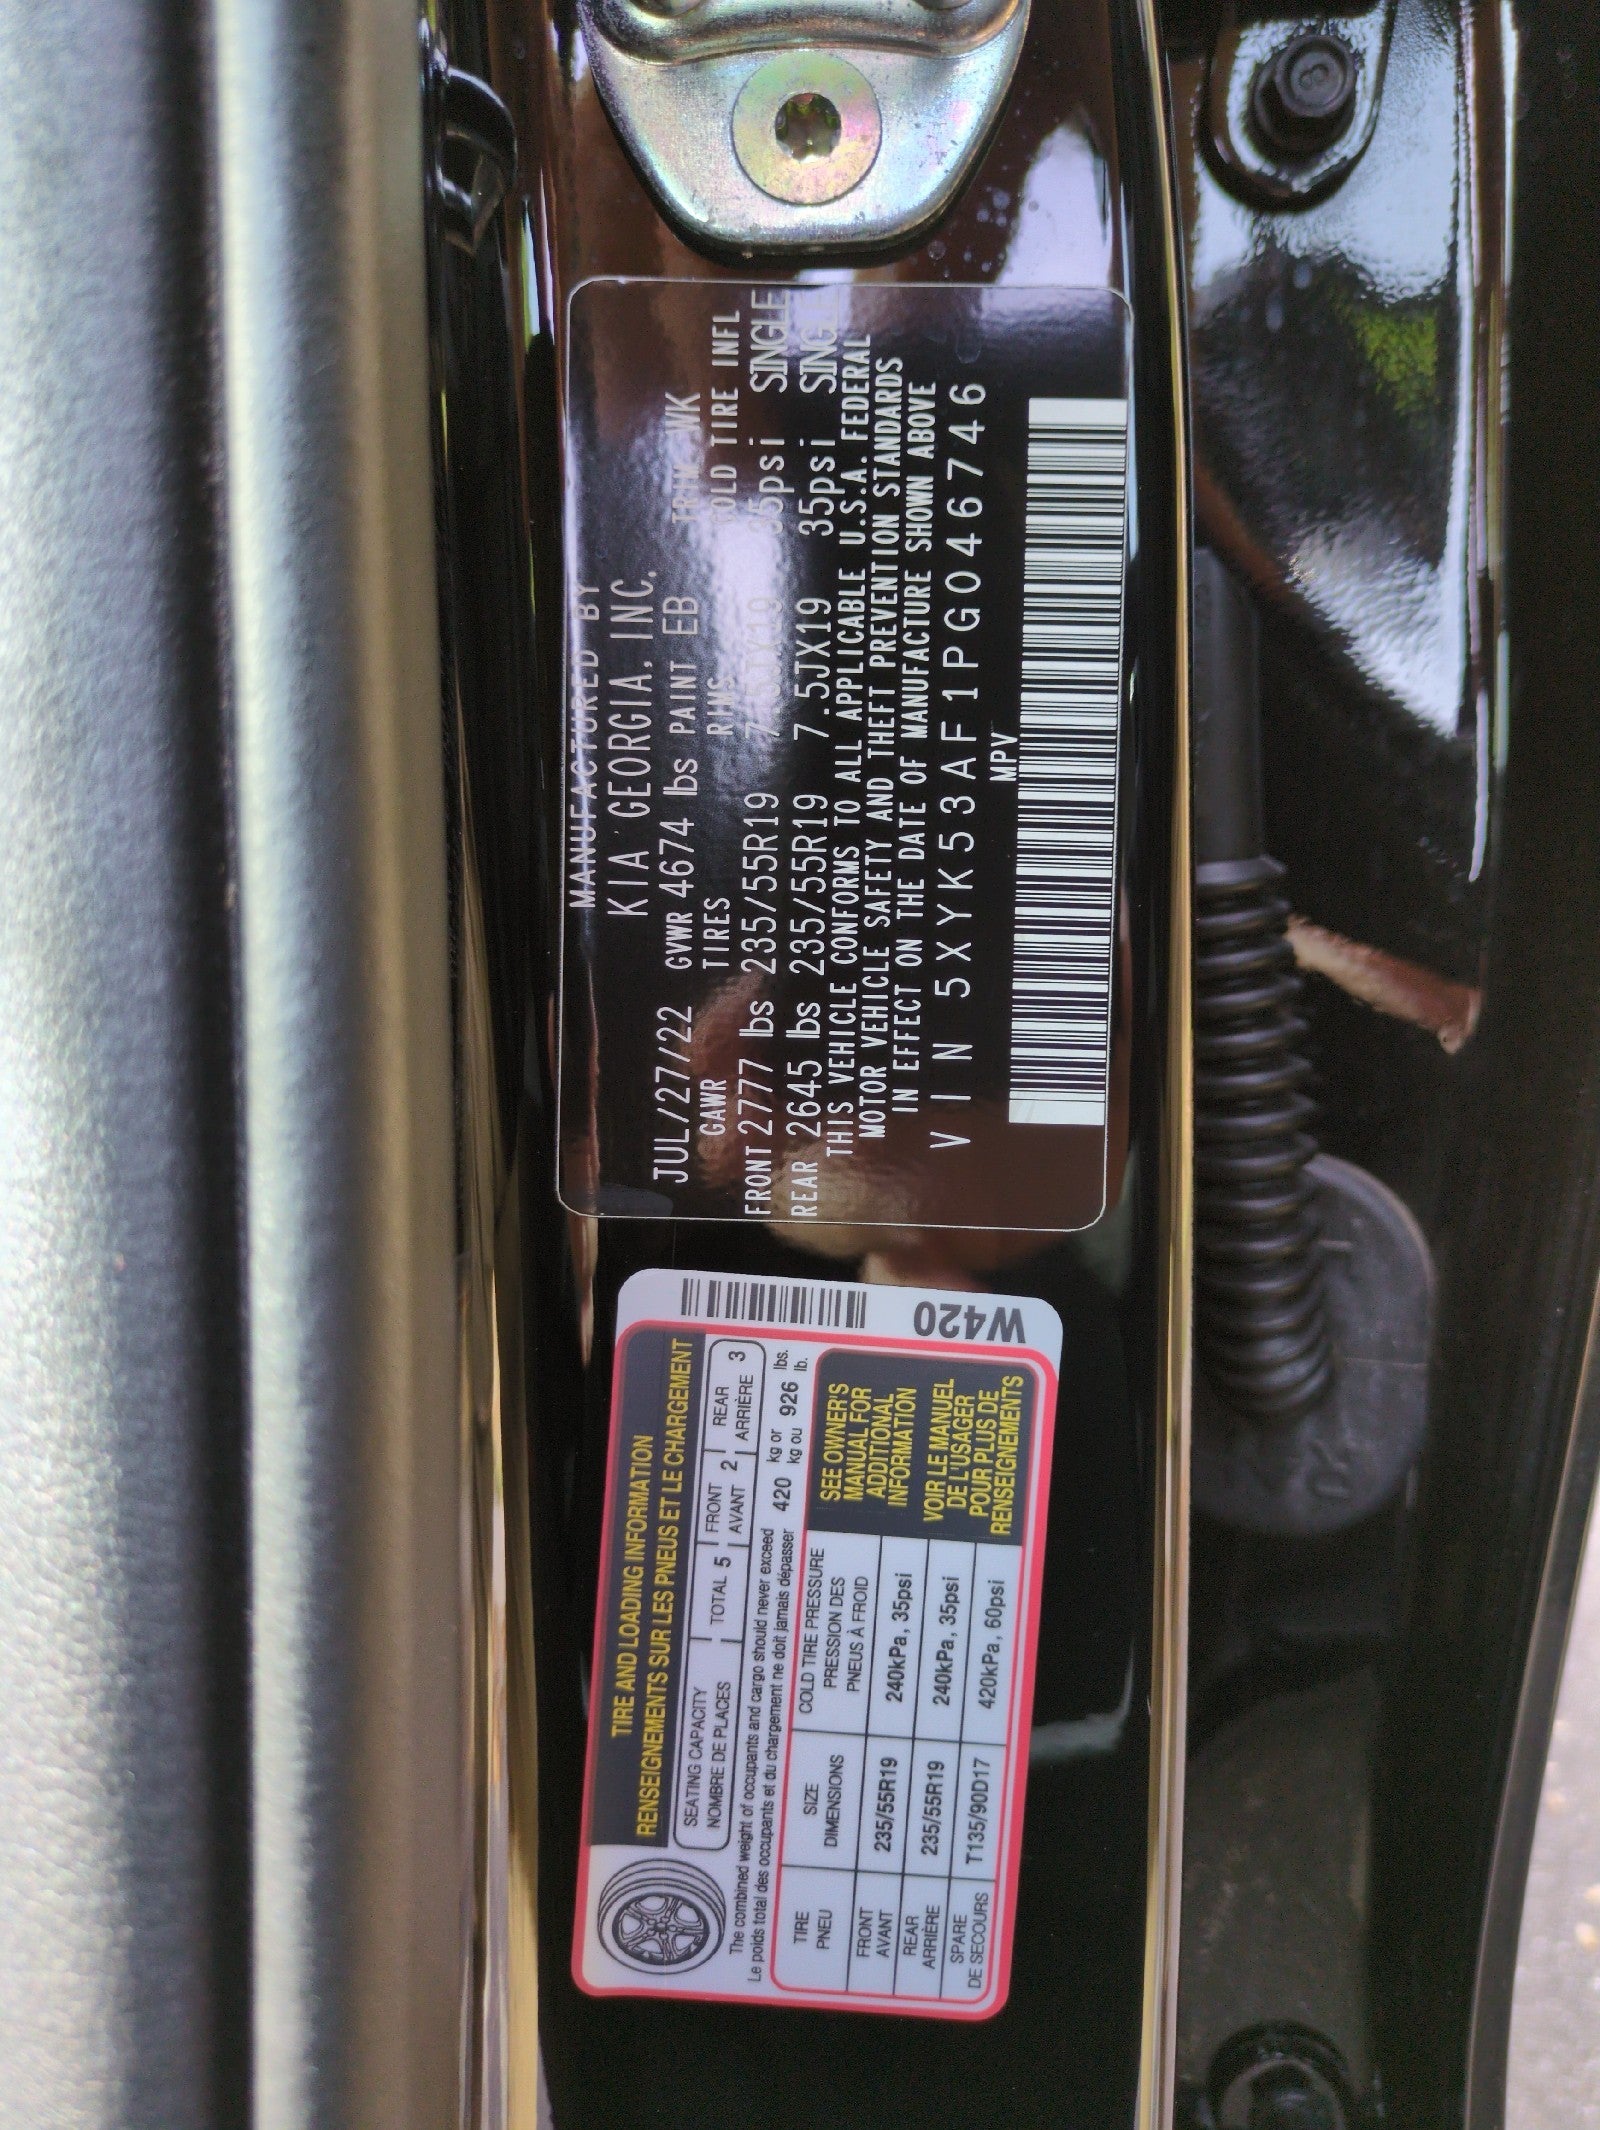 MANUFACTURED BY
KIA GEORGIA, INC.
JUL/27/22 GVWR 4674 lbs PAINT EB TRIM WK
GAWR TIRES RIMS COLD TIRE INFL
FRONT 2777 lbs 235/55R19 7.5JX19 35psi SINGLE
REAR 2645 lbs 235/55R19 7.5JX19 35psi SINGLE
THIS VEHICLE CONFORMS TO ALL APPLICABLE U.S.A. FEDERAL
MOTOR VEHICLE SAFETY AND THEFT PREVENTION STANDARDS
IN EFFECT ON THE DATE OF MANUFACTURE SHOWN ABOVE
VIN 5XYK53AF1PG046746
MPV
TIRE AND LOADING INFORMATION
RENSEIGNEMENTS SUR LES PNEUS ET LE CHARGEMENT
SEATING CAPACITY
NOMBRE DE PLACES
TOTAL 5
FRONT
AVANT 2
REAR
ARRIÈRE 3
The combined weight of occupants and cargo should never exceed 420 kg or 926 lbs.
Le poids total des occupants et du chargement ne doit jamais dépasser kg ou lb.
TIRE
PNEU
SIZE
DIMENSIONS
COLD TIRE PRESSURE
PRESSION DES
PNEUS À FROID
FRONT
AVANT
235/55R19
240kPa, 35psi
REAR
ARRIÈRE
235/55R19
240kPa, 35psi
SPARE
DE SECOURS
T135/90D17
420kPa, 60psi
SEE OWNER'S
MANUAL FOR
ADDITIONAL
INFORMATION
VOIR LE MANUEL
DE L'USAGER
POUR PLUS DE
RENSEIGNEMENTS
W420
20